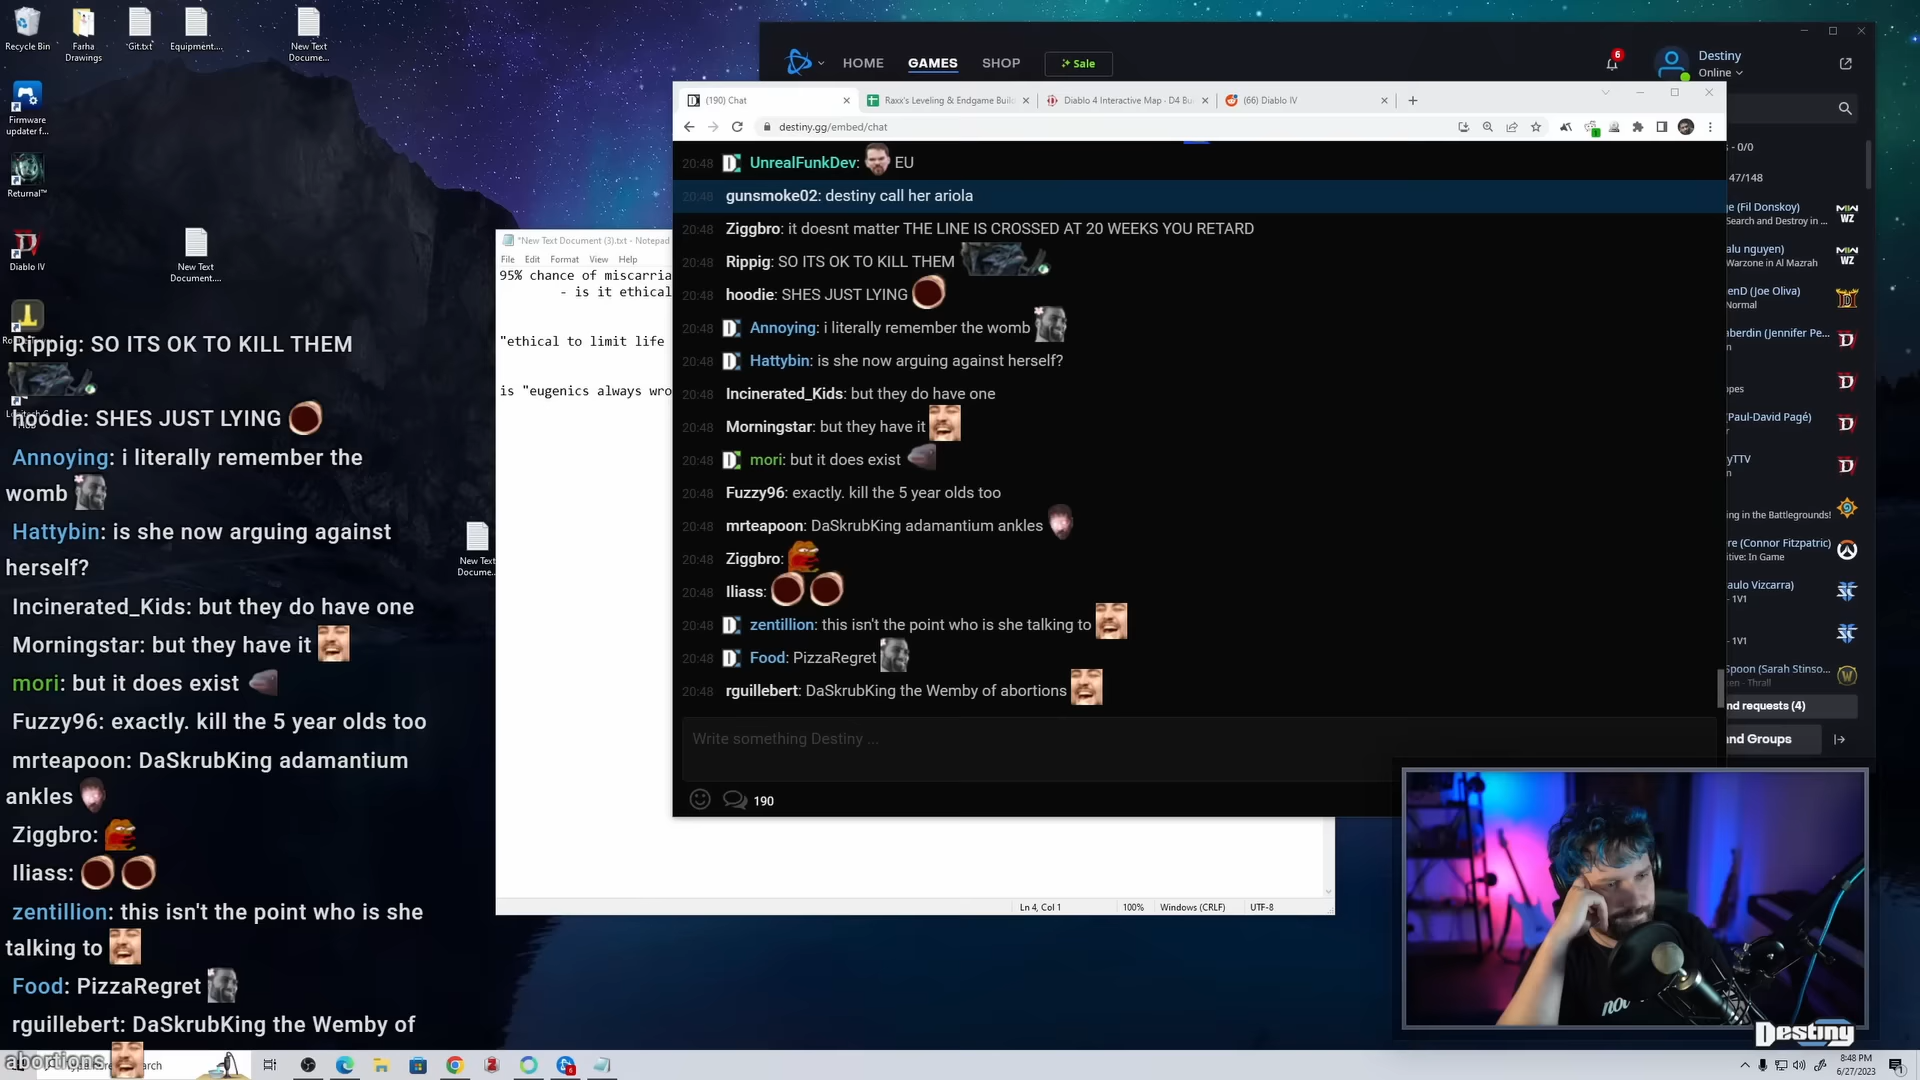 Recycle Bin
Farha Drawings
Git.txt
Equipment....
New Text Docume...
Firmware updater f...
Returnal™
Diablo IV
New Text Document....
New Text Docume...
Rippig: SO ITS OK TO KILL THEM
hoodie: SHES JUST LYING
Annoying: i literally remember the
womb
Hattybin: is she now arguing against
herself?
Incinerated_Kids: but they do have one
Morningstar: but they have it
mori: but it does exist
Fuzzy96: exactly. kill the 5 year olds too
mrteapoon: DaSkrubKing adamantium
ankles
Ziggbro:
Iliass:
zentillion: this isn't the point who is she
talking to
Food: PizzaRegret
rguillebert: DaSkrubKing the Wemby of
abortions
*New Text Document (3).txt - Notepad
File Edit Format View Help
95% chance of miscarria
- is it ethical
"ethical to limit life
is "eugenics always wro
Ln 4, Col 1 100% Windows (CRLF) UTF-8
HOME GAMES SHOP Sale
6
Destiny
Online
(190) Chat
Raxx's Leveling & Endgame Build
Diablo 4 Interactive Map - D4 Bu
(66) Diablo IV
destiny.gg/embed/chat
20:48 UnrealFunkDev: EU
20:48 gunsmoke02: destiny call her ariola
20:48 Ziggbro: it doesnt matter THE LINE IS CROSSED AT 20 WEEKS YOU RETARD
20:48 Rippig: SO ITS OK TO KILL THEM
20:48 hoodie: SHES JUST LYING
20:48 Annoying: i literally remember the womb
20:48 Hattybin: is she now arguing against herself?
20:48 Incinerated_Kids: but they do have one
20:48 Morningstar: but they have it
20:48 mori: but it does exist
20:48 Fuzzy96: exactly. kill the 5 year olds too
20:48 mrteapoon: DaSkrubKing adamantium ankles
20:48 Ziggbro:
20:48 Iliass:
20:48 zentillion: this isn't the point who is she talking to
20:48 Food: PizzaRegret
20:48 rguillebert: DaSkrubKing the Wemby of abortions
Write something Destiny ...
190
- 0/0
47/148
e (Fil Donskoy)
Search and Destroy in ...
alu nguyen)
Warzone in Al Mazrah
enD (Joe Oliva)
Normal
aberdin (Jennifer Pe...
opes
(Paul-David Pagé)
yTTV
ing in the Battlegrounds!
ere (Connor Fitzpatric)
itive: In Game
aulo Vizcarra)
- 1V1
- 1V1
Spoon (Sarah Stinso...
ken - Thrall
nd requests (4)
nd Groups
Destiny
8:48 PM
6/27/2023